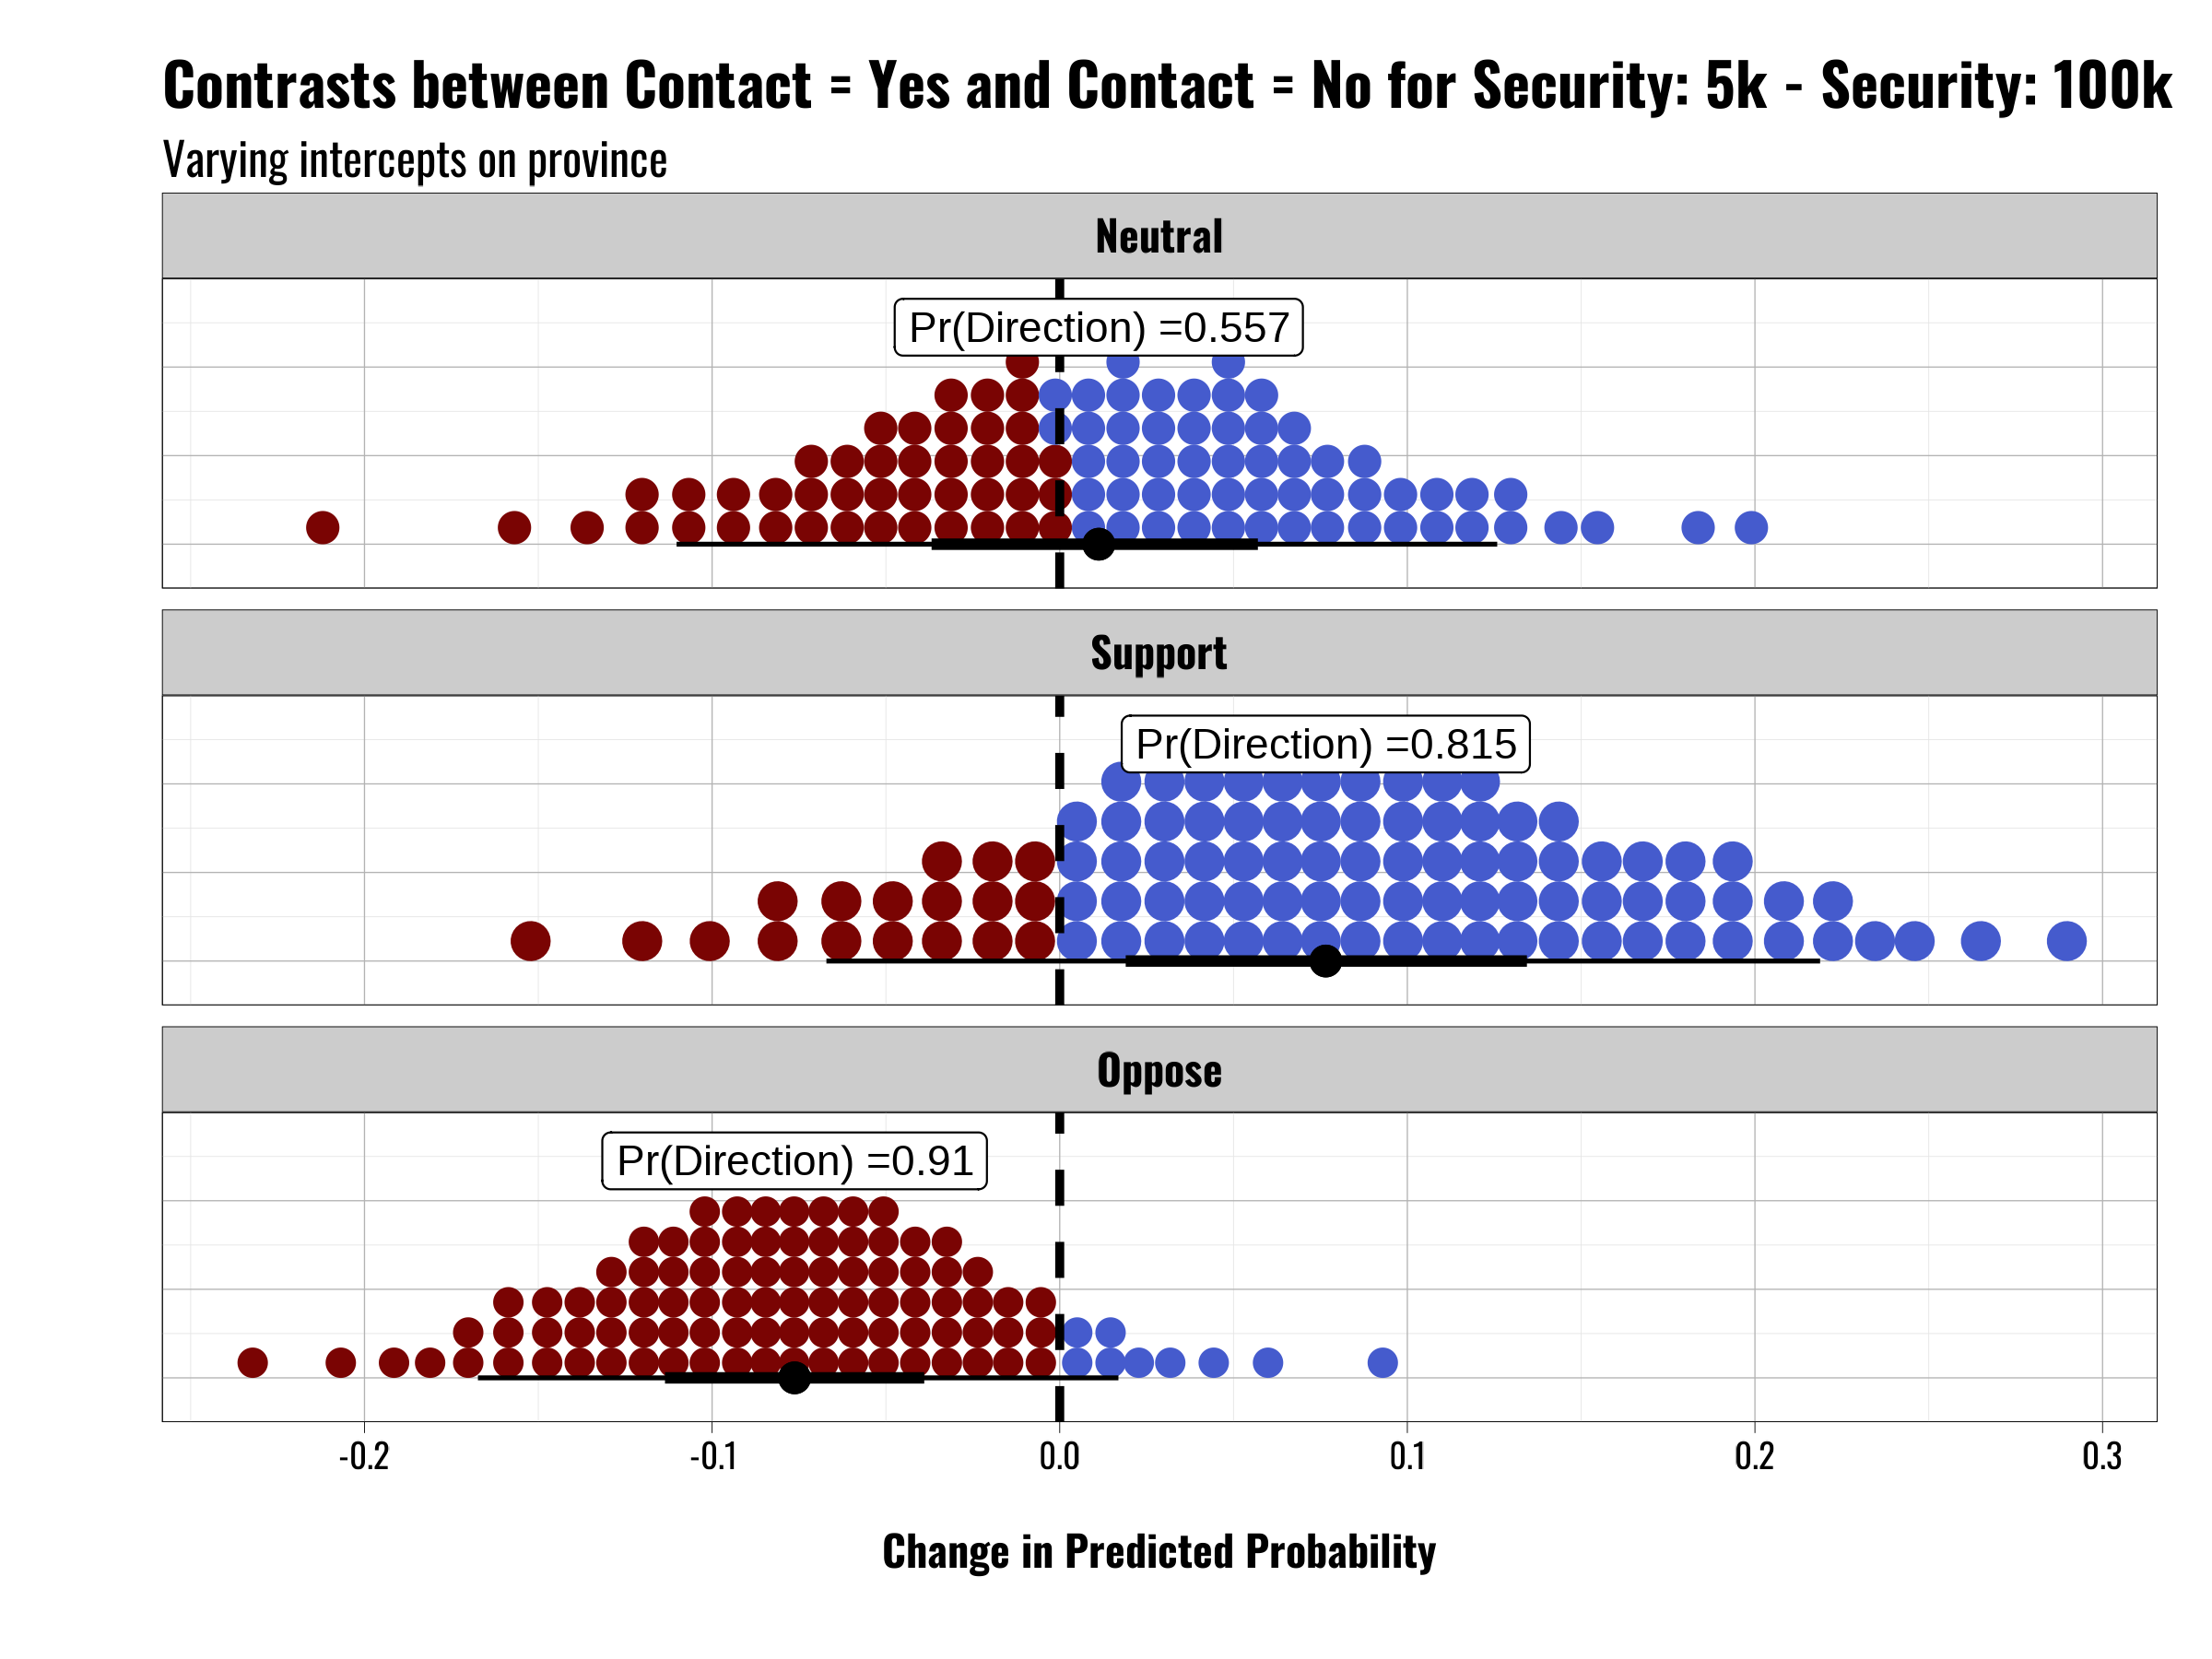 Contrasts between Contact = Yes and Contact = No for Security: 5k - Security: 100k
Varying intercepts on province
Neutral
Pr(Direction) =0.557
Support
Pr(Direction) =0.815
Oppose
Pr(Direction) =0.91
-0.2 -0.1 0.0 0.1 0.2 0.3
Change in Predicted Probability